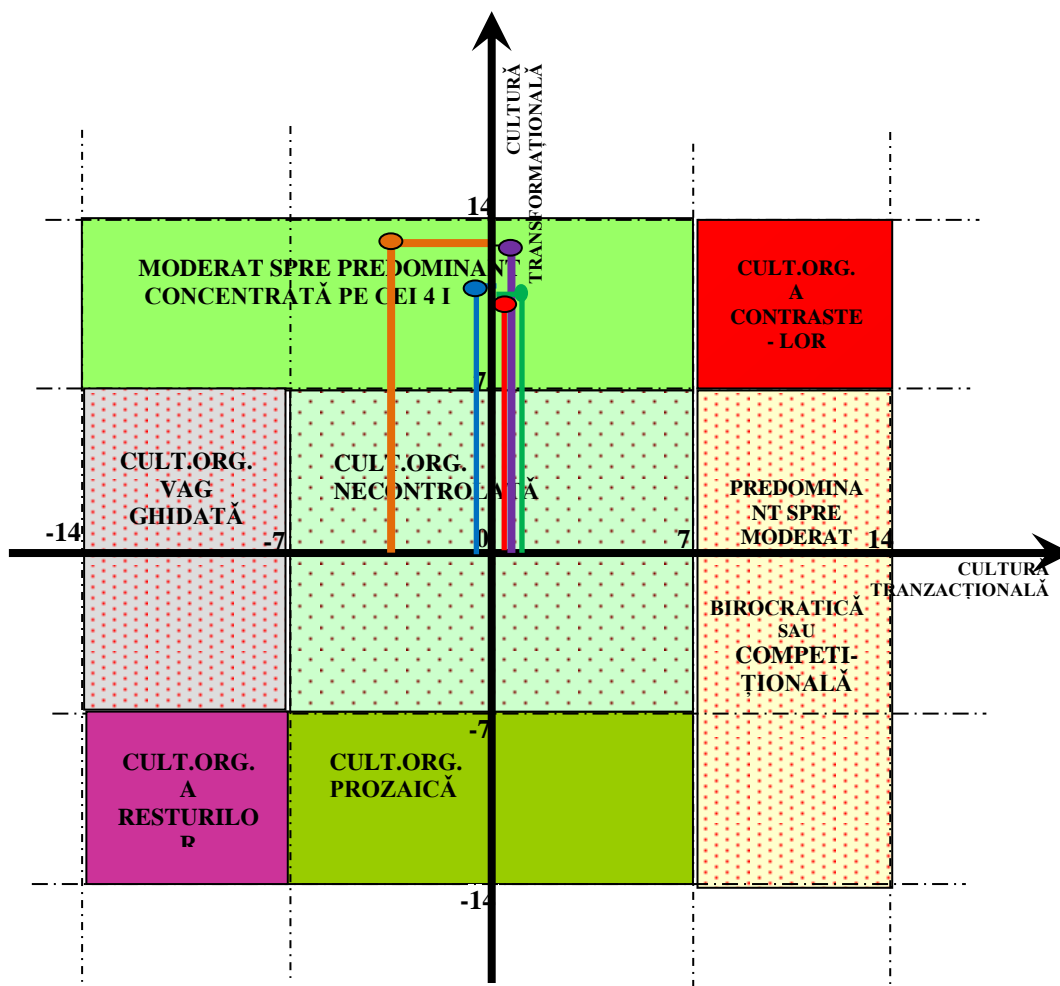 CULTURĂ
TRANSFORMAȚIONALĂ
14
MODERAT SPRE PREDOMINANT
CONCENTRATĂ PE CEI 4 I
CULT.ORG.
A
CONTRASTE
- LOR
7
CULT.ORG.
VAG
GHIDATĂ
CULT.ORG.
NECONTROLATĂ
PREDOMINA
NT SPRE
MODERAT
-14
-7
0
7
14
CULTURĂ
TRANZACȚIONALĂ
BIROCRATICĂ
SAU
COMPETI-
ȚIONALĂ
-7
CULT.ORG.
A
RESTURILO
R
CULT.ORG.
PROZAICĂ
-14